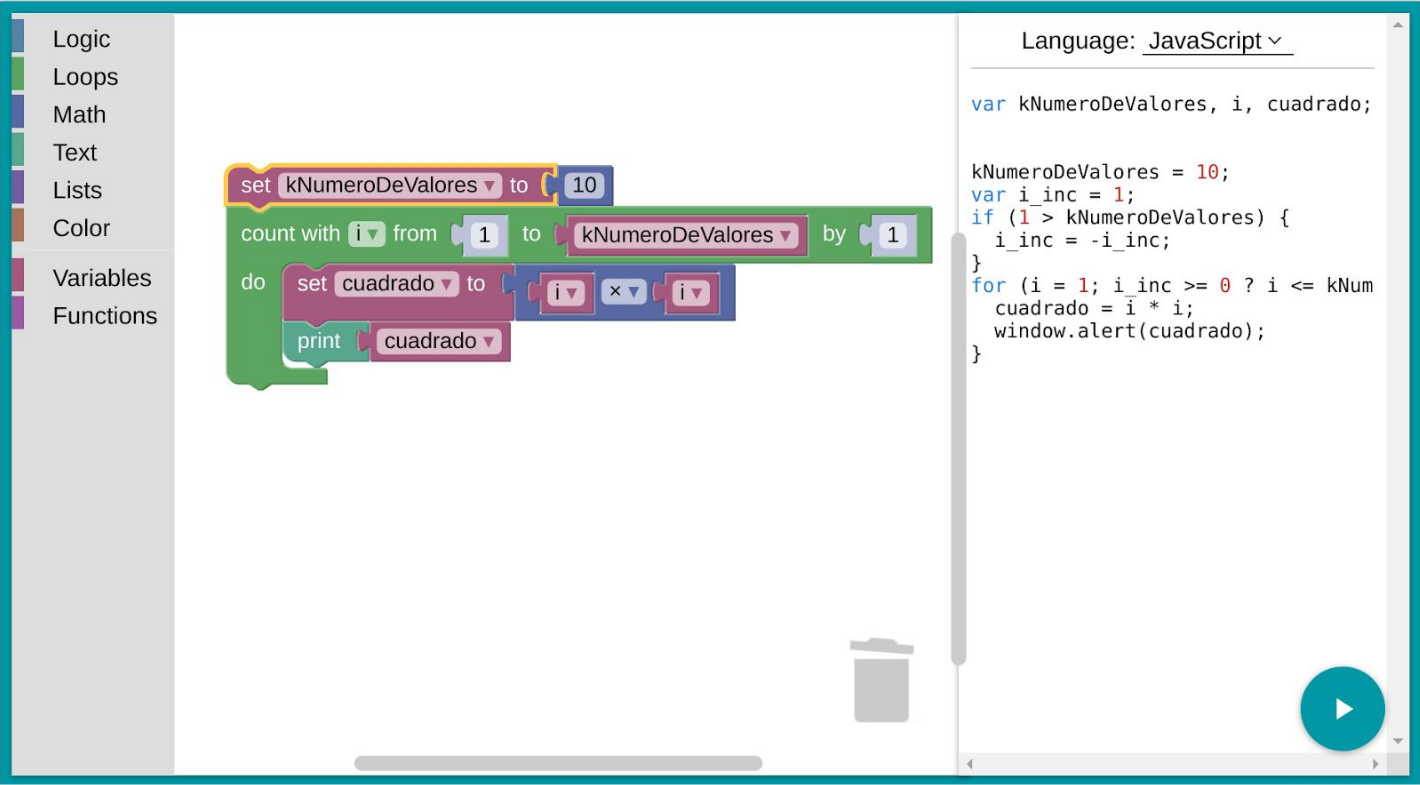 Logic
Loops
Math
Text
Lists
Color
Variables
Functions
set kNumeroDeValores to 10
count with i from 1 to kNumeroDeValores by 1
do set cuadrado to i × i
print cuadrado
Language: JavaScript
var kNumeroDeValores, i, cuadrado;
kNumeroDeValores = 10;
var i_inc = 1;
if (1 > kNumeroDeValores) {
  i_inc = -i_inc;
}
for (i = 1; i_inc >= 0 ? i <= kNum
  cuadrado = i * i;
  window.alert(cuadrado);
}